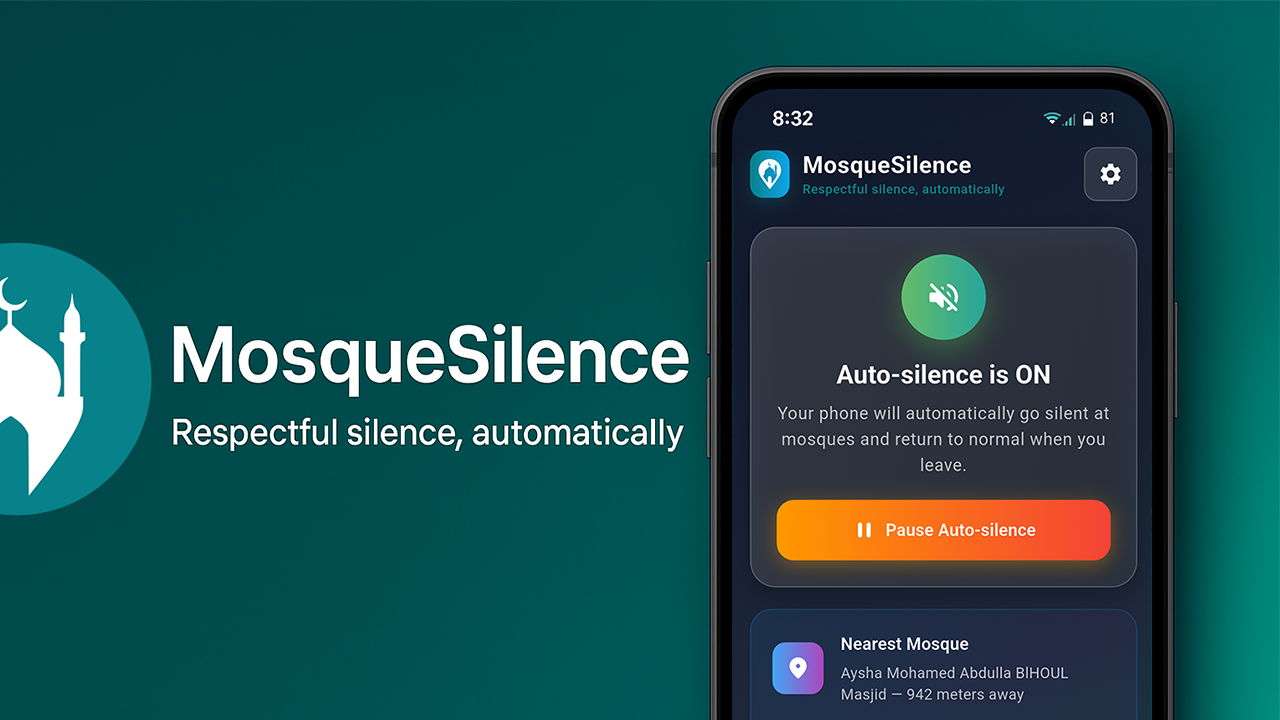 MosqueSilence
Respectful silence, automatically
8:32
81
MosqueSilence
Respectful silence, automatically
Auto-silence is ON
Your phone will automatically go silent at
mosques and return to normal when you
leave.
Pause Auto-silence
Nearest Mosque
Aysha Mohamed Abdulla BIHOUL
Masjid — 942 meters away